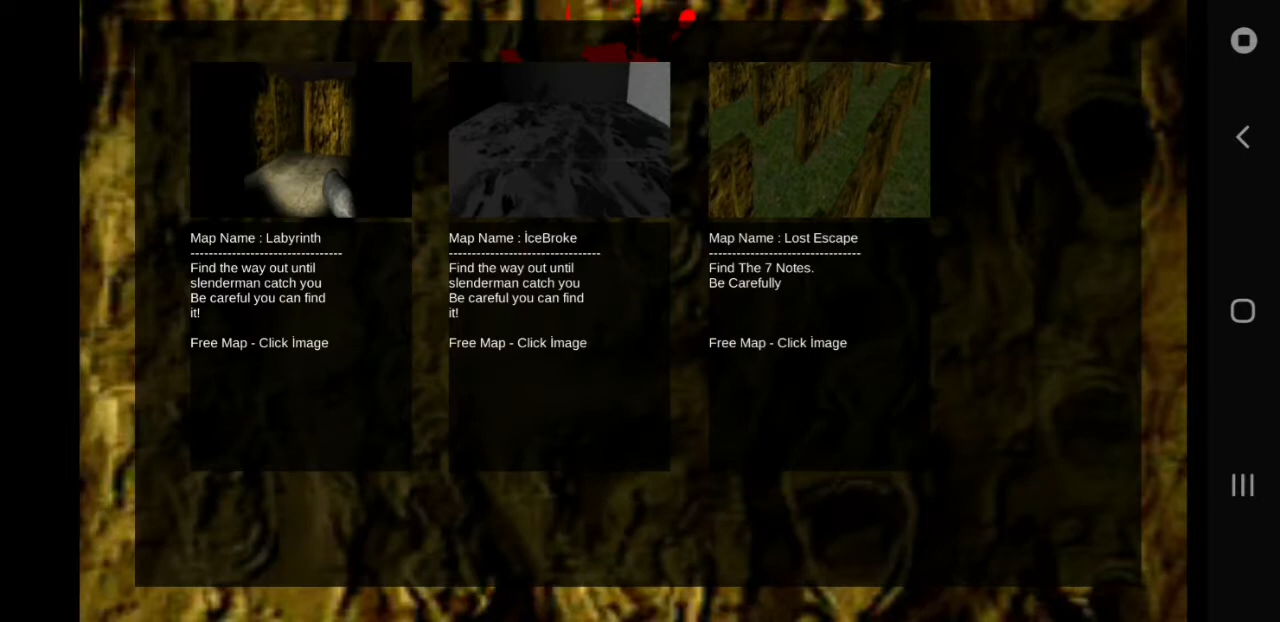 Map Name : Labyrinth
---------------------------------
Find the way out until
slenderman catch you
Be careful you can find
it!
Free Map - Click İmage
Map Name : İceBroke
---------------------------------
Find the way out until
slenderman catch you
Be careful you can find
it!
Free Map - Click İmage
Map Name : Lost Escape
---------------------------------
Find The 7 Notes.
Be Carefully
Free Map - Click İmage